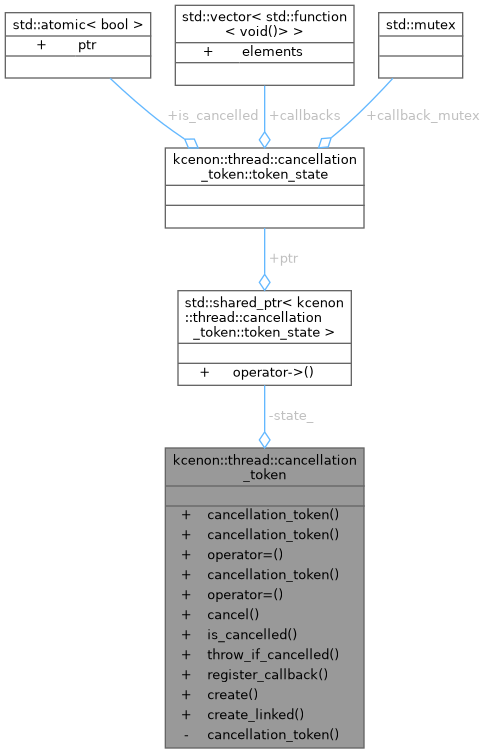 std::atomic< bool >
+ ptr
std::vector< std::function
< void()> >
+ elements
std::mutex
+is_cancelled
+callbacks
+callback_mutex
kcenon::thread::cancellation
_token::token_state
+ptr
std::shared_ptr< kcenon
::thread::cancellation
_token::token_state >
+ operator->()
-state_
kcenon::thread::cancellation
_token
+ cancellation_token()
+ cancellation_token()
+ operator=()
+ cancellation_token()
+ operator=()
+ cancel()
+ is_cancelled()
+ throw_if_cancelled()
+ register_callback()
+ create()
+ create_linked()
- cancellation_token()